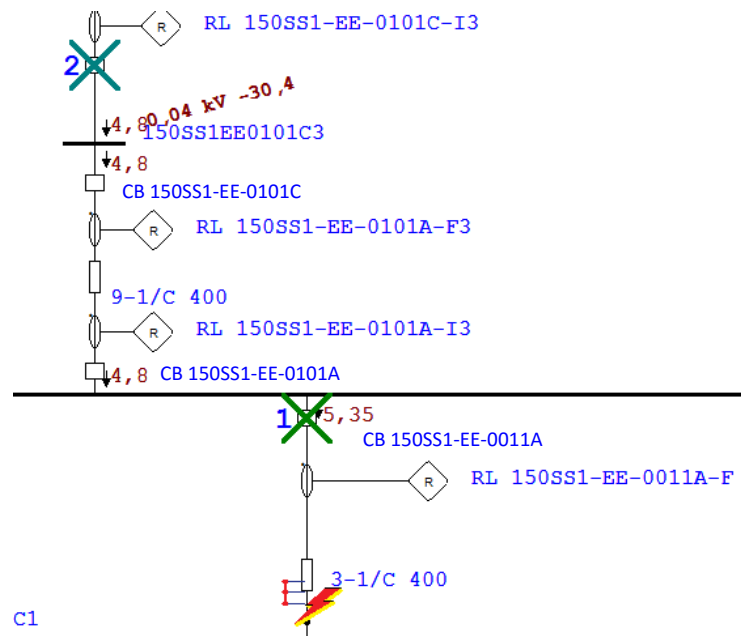 R RL 150SS1-EE-0101C-I3
2
4,8 0,04 kV -30,4
150SS1EE0101C3
4,8
CB 150SS1-EE-0101C
R RL 150SS1-EE-0101A-F3
9-1/C 400
R RL 150SS1-EE-0101A-I3
4,8 CB 150SS1-EE-0101A
1 5,35
CB 150SS1-EE-0011A
R RL 150SS1-EE-0011A-F
3-1/C 400
C1